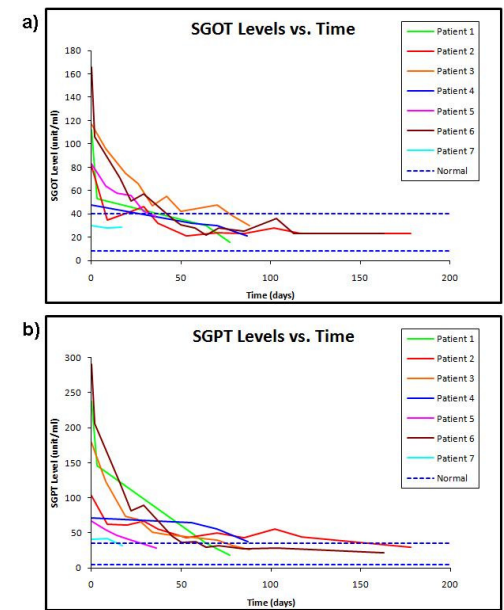 a)
SGOT Levels vs. Time
SGOT Level (unit/ml)
180
160
140
120
100
80
60
40
20
0
0 50 100 150 200
Time (days)
Patient 1
Patient 2
Patient 3
Patient 4
Patient 5
Patient 6
Patient 7
Normal
b)
SGPT Levels vs. Time
SGPT Level (unit/ml)
300
250
200
150
100
50
0
0 50 100 150 200
Time (days)
Patient 1
Patient 2
Patient 3
Patient 4
Patient 5
Patient 6
Patient 7
Normal